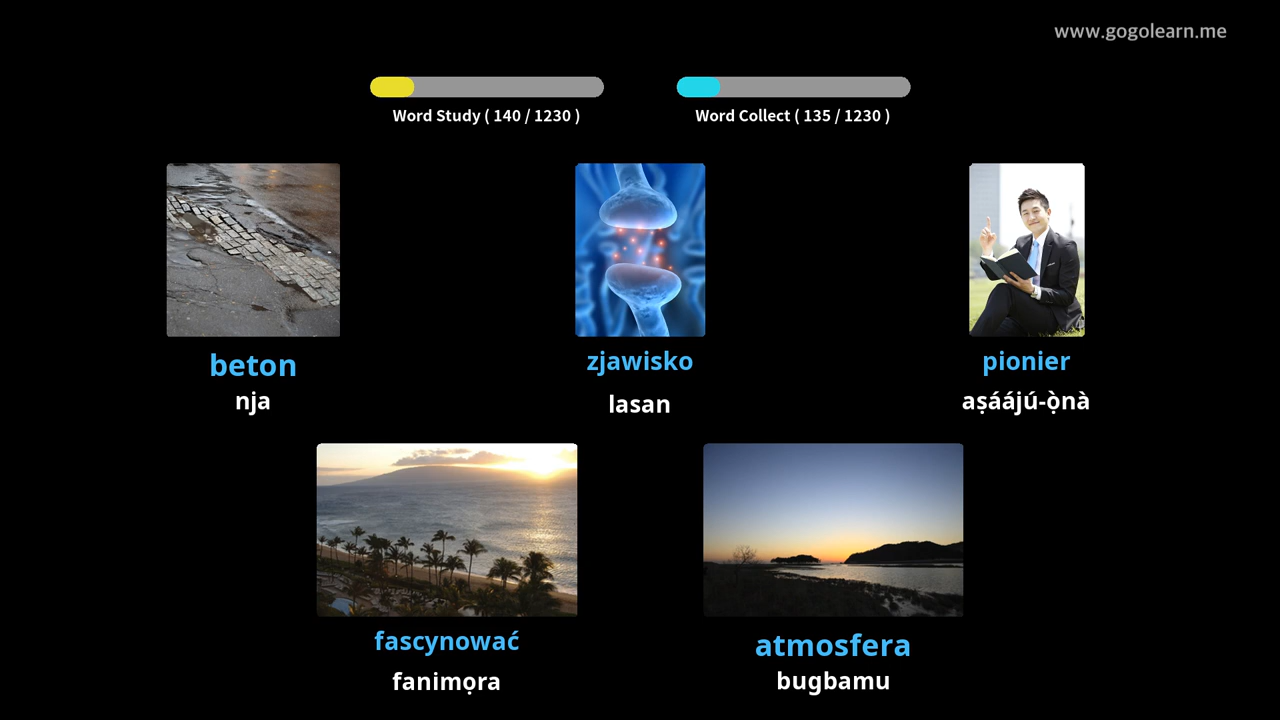 www.gogolearn.me
Word Study ( 140 / 1230 )
Word Collect ( 135 / 1230 )
beton
nja
zjawisko
lasan
pionier
aṣáájú-ọ̀nà
fascynować
fanimọra
atmosfera
bugbamu